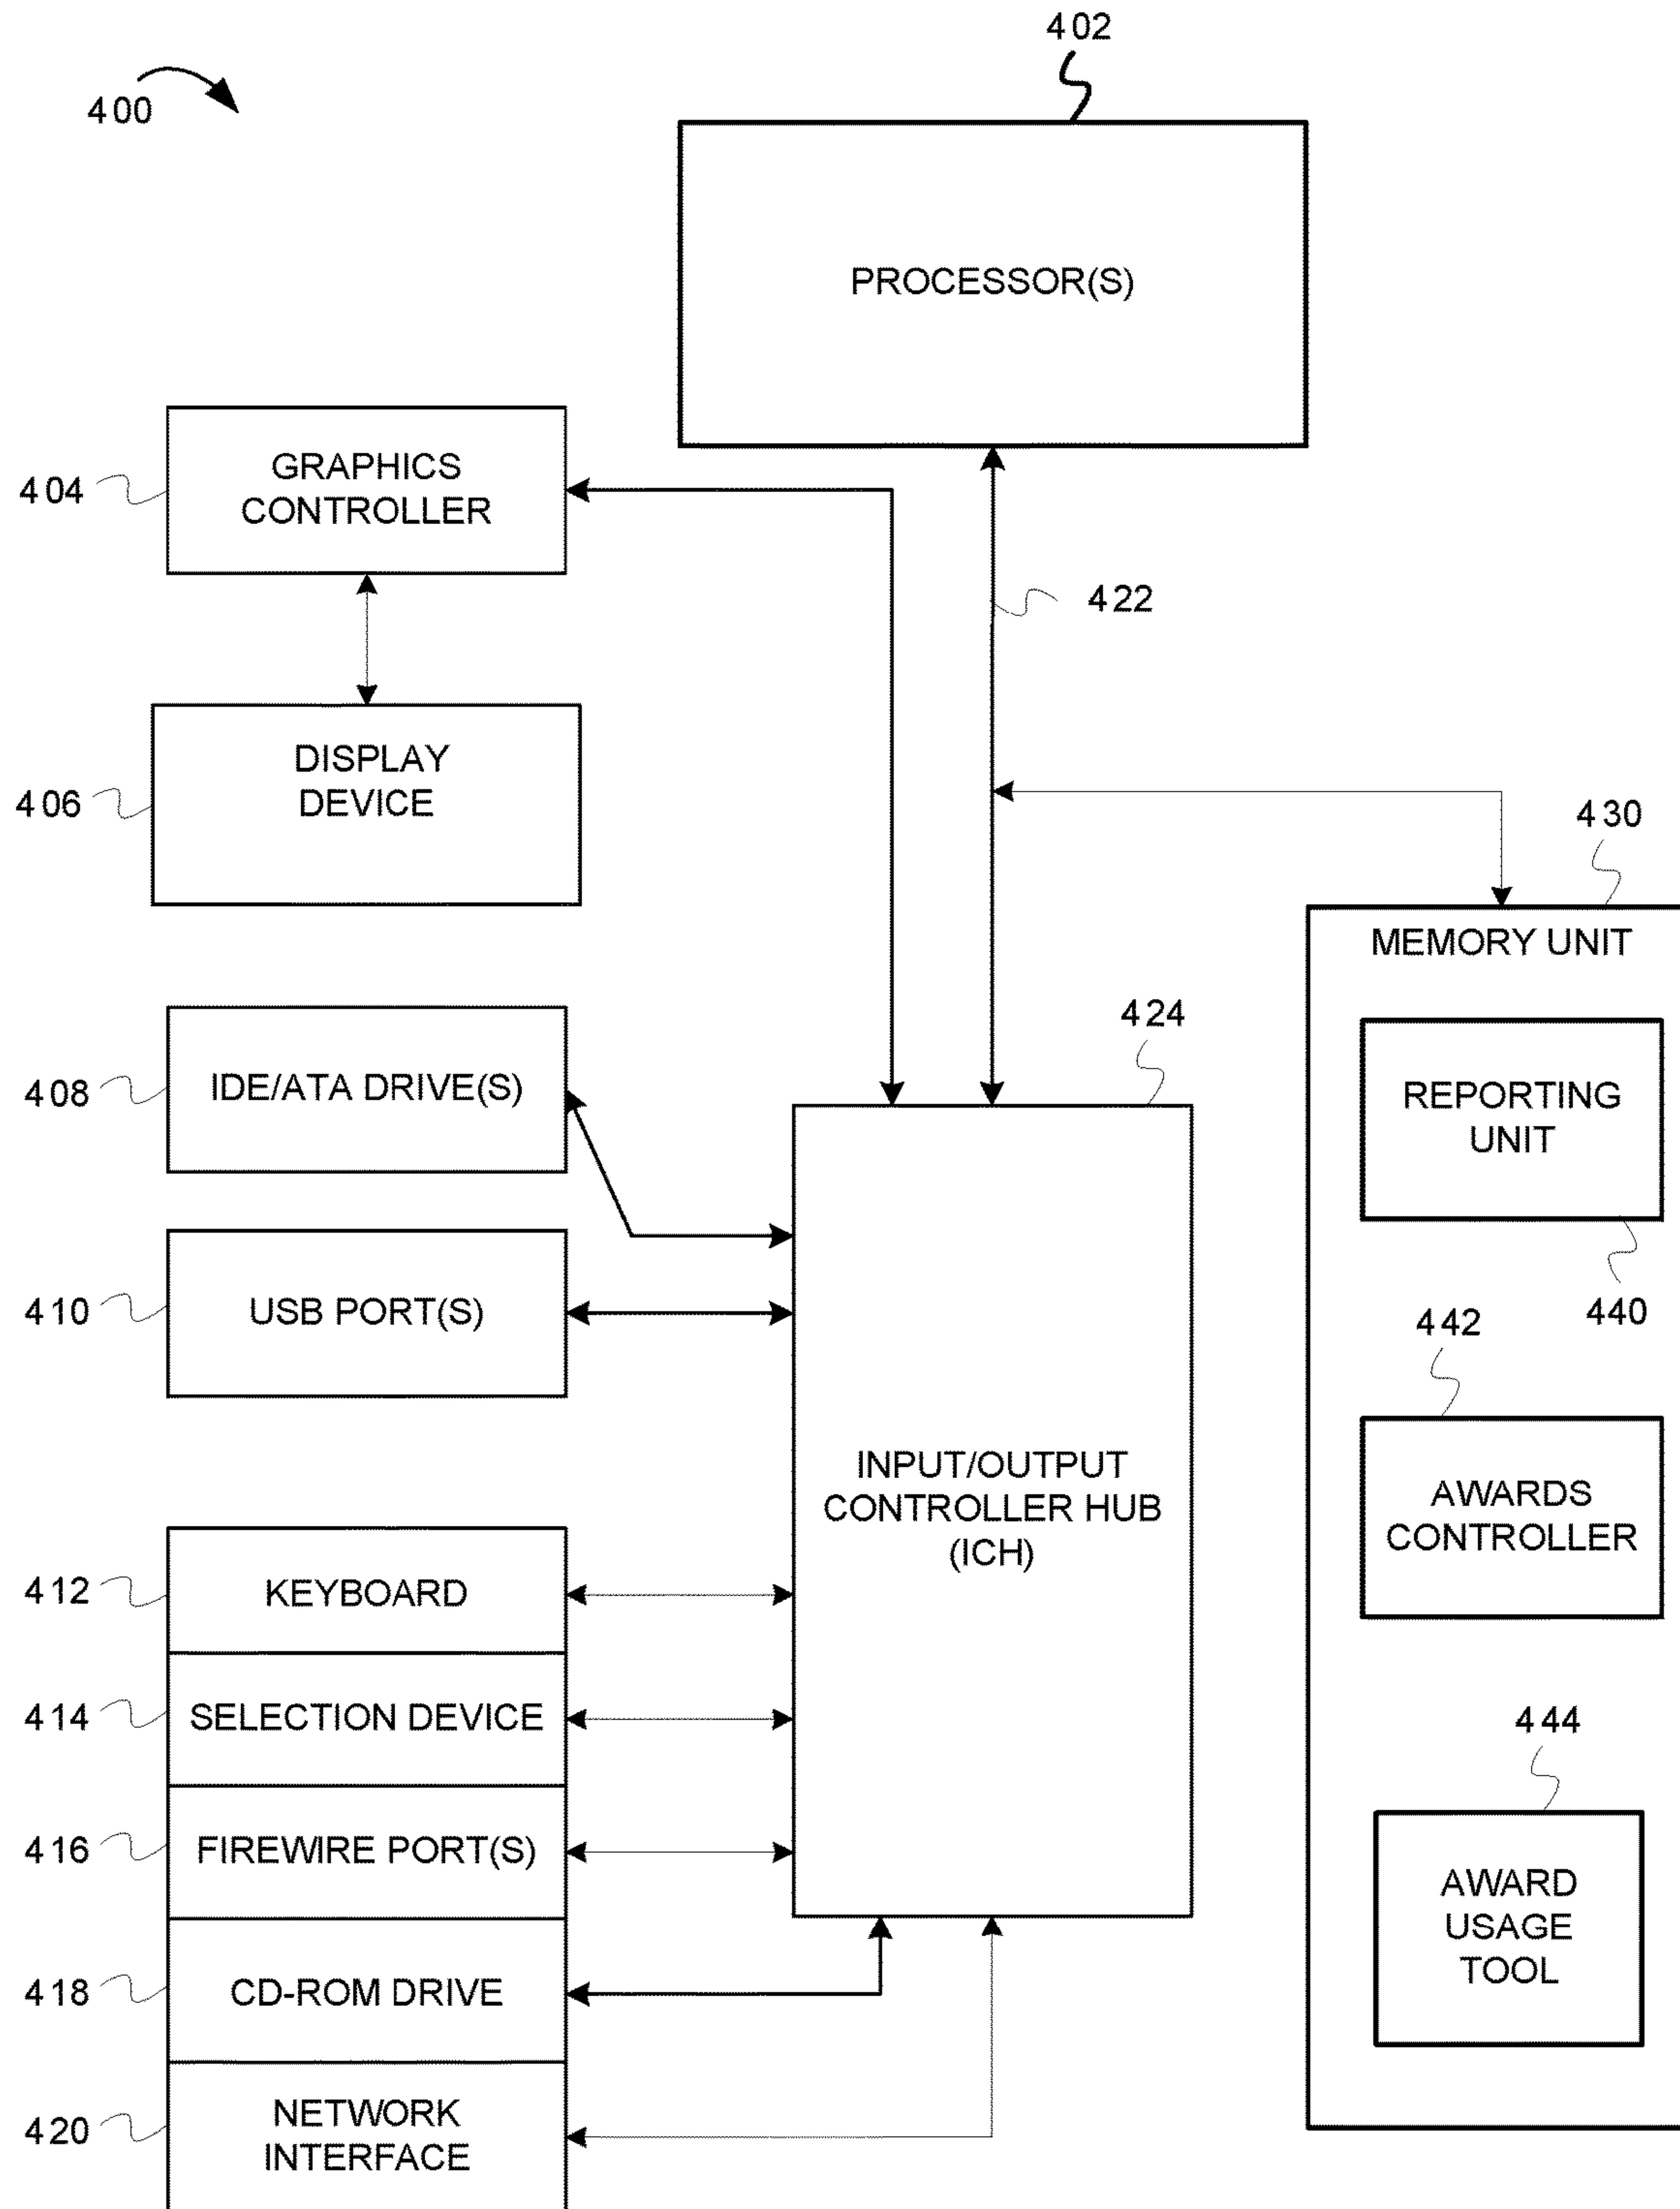 402
400
PROCESSOR(S)
404
GRAPHICS
CONTROLLER
422
406
DISPLAY
DEVICE
430
MEMORY UNIT
408
IDE/ATA DRIVE(S)
424
REPORTING
UNIT
410
USB PORT(S)
440
442
INPUT/OUTPUT
CONTROLLER HUB
(ICH)
AWARDS
CONTROLLER
412
KEYBOARD
414
SELECTION DEVICE
444
416
FIREWIRE PORT(S)
AWARD
USAGE
TOOL
418
CD-ROM DRIVE
420
NETWORK
INTERFACE